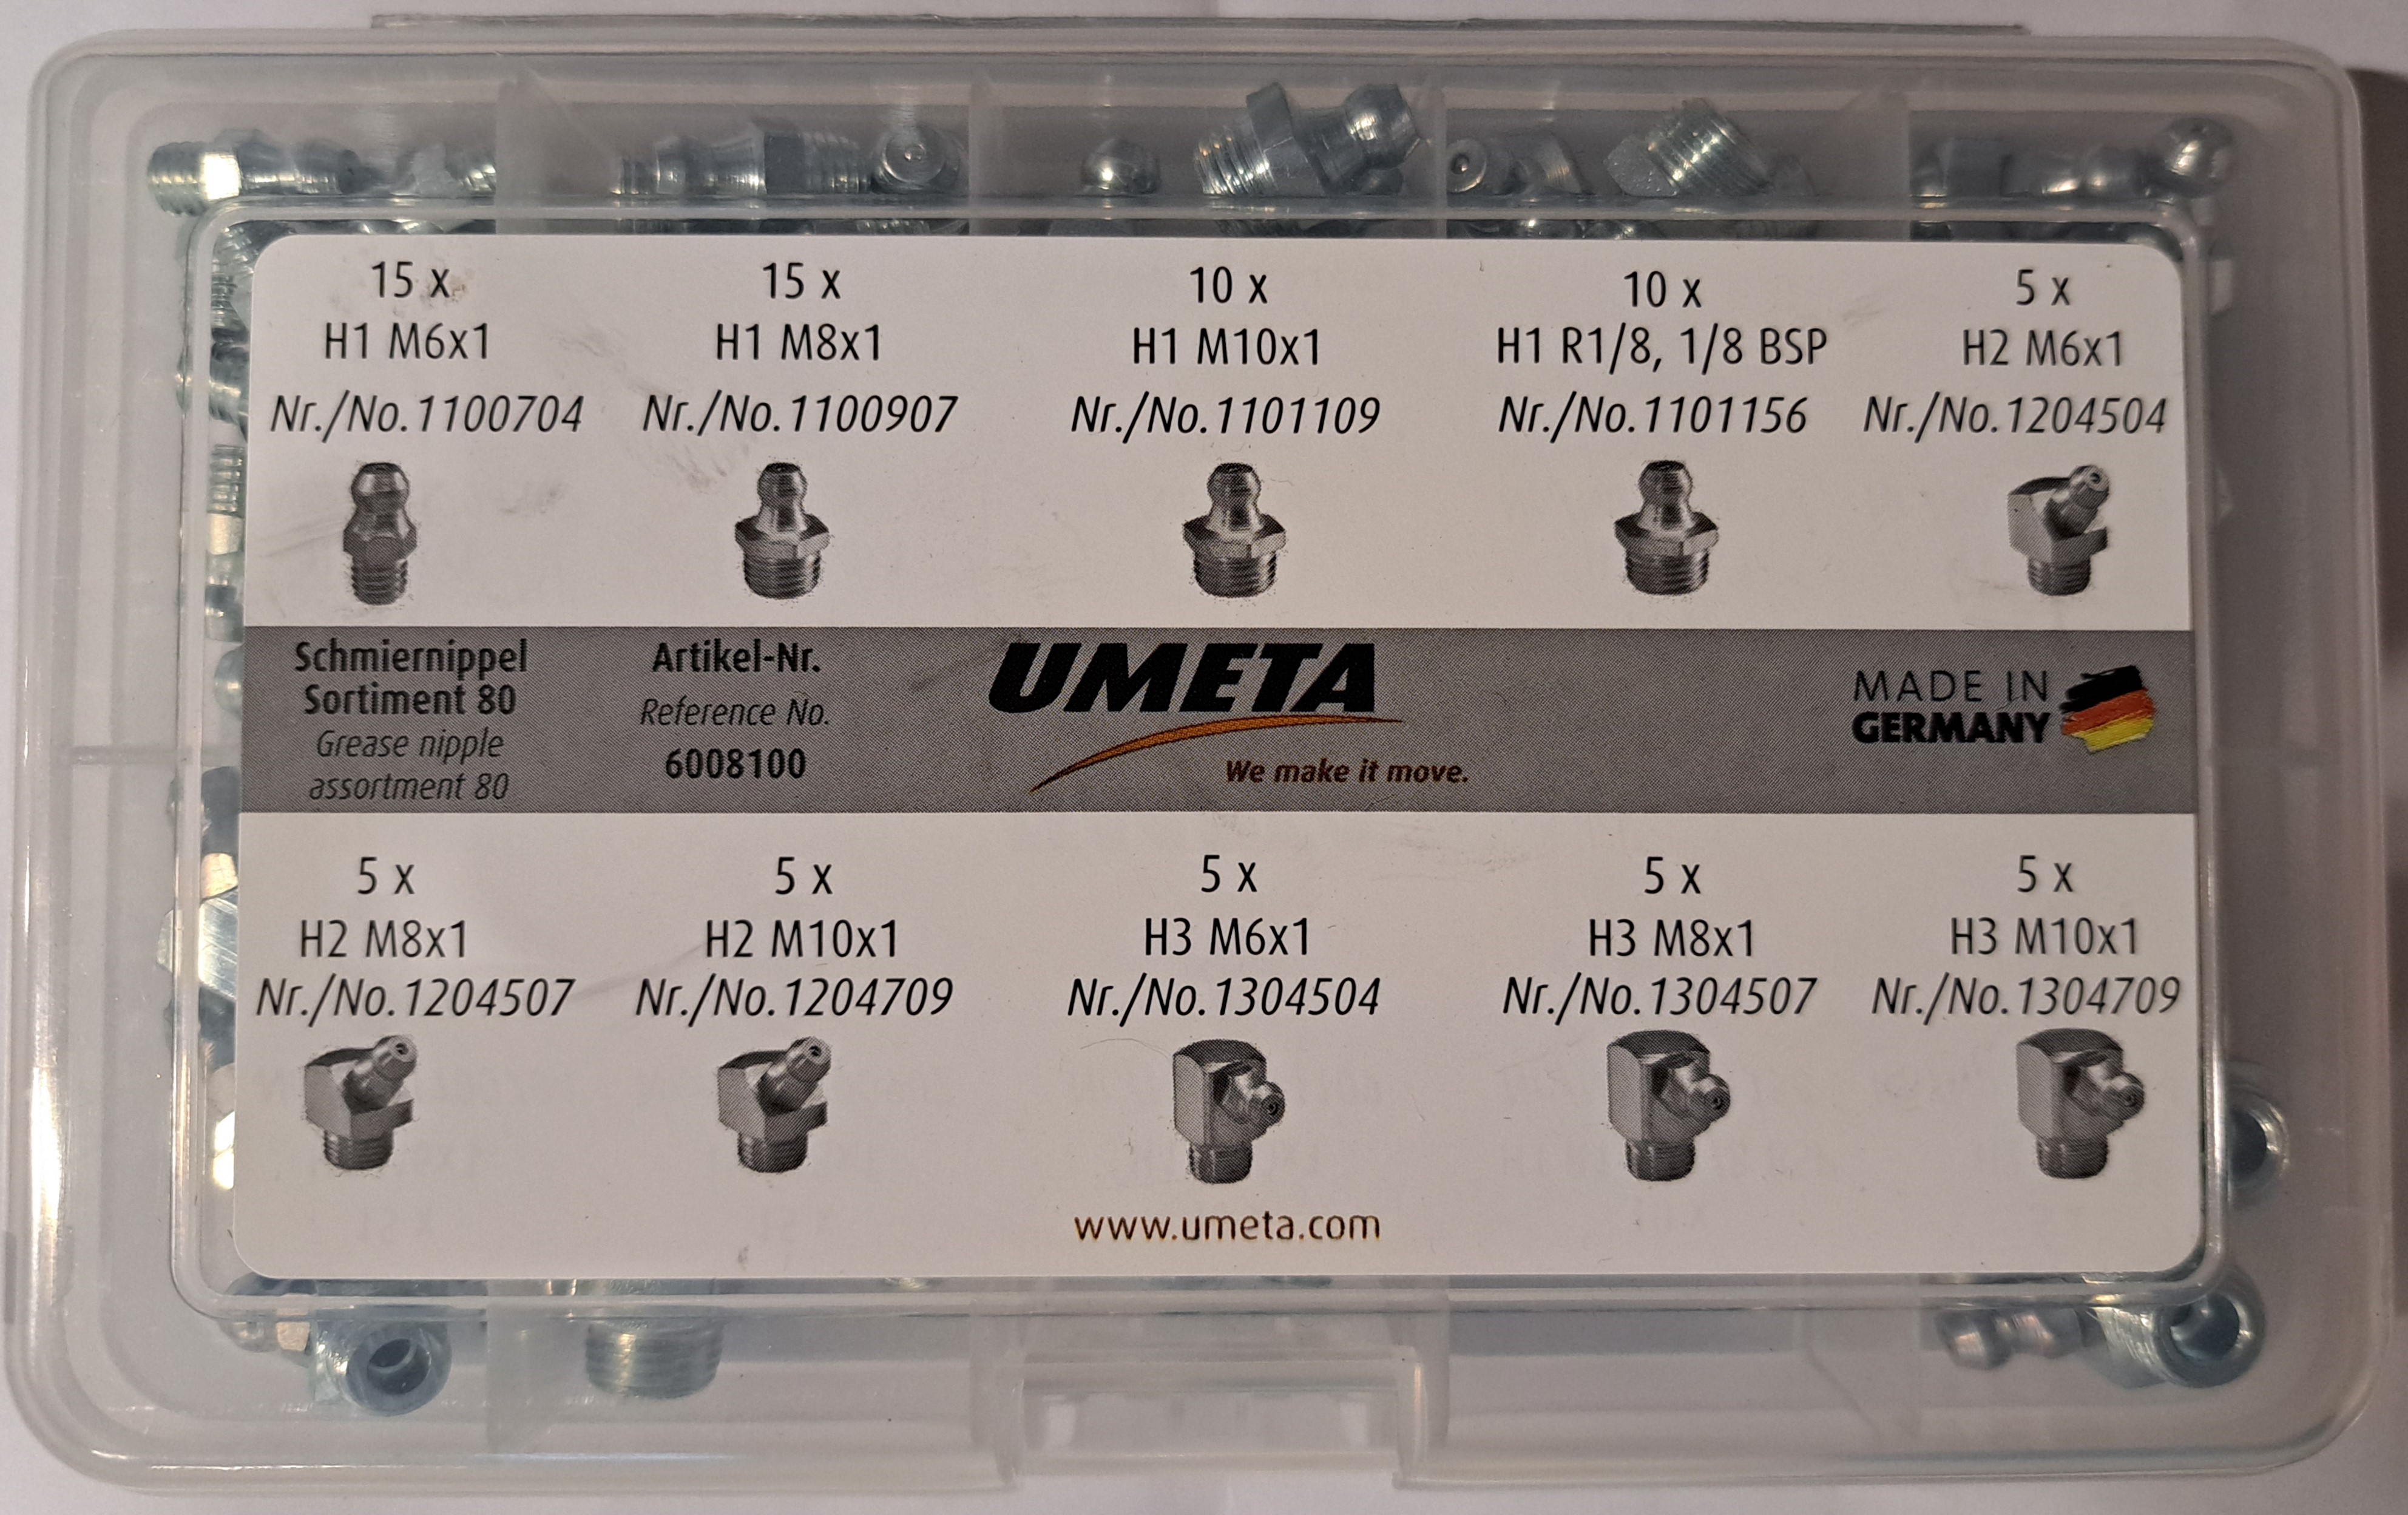 15 x
H1 M6x1
Nr./No.1100704
15 x
H1 M8x1
Nr./No.1100907
10 x
H1 M10x1
Nr./No.1101109
10 x
H1 R1/8, 1/8 BSP
Nr./No.1101156
5 x
H2 M6x1
Nr./No.1204504
Schmiernippel
Sortiment 80
Grease nipple
assortment 80
Artikel-Nr.
Reference No.
6008100
UMETA
We make it move.
MADE IN
GERMANY
5 x
H2 M8x1
Nr./No.1204507
5 x
H2 M10x1
Nr./No.1204709
5 x
H3 M6x1
Nr./No.1304504
5 x
H3 M8x1
Nr./No.1304507
5 x
H3 M10x1
Nr./No.1304709
www.umeta.com